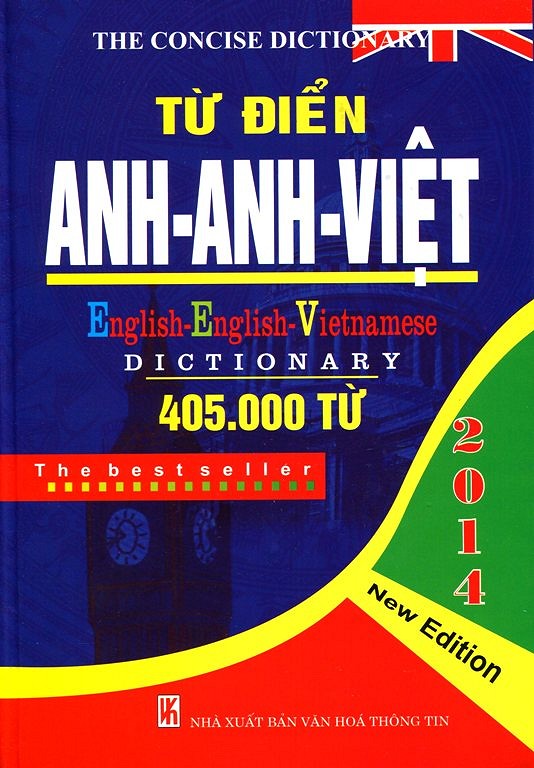 THE CONCISE DICTIONARY
TỪ ĐIỂN
ANH-ANH-VIỆT
English-English-Vietnamese
DICTIONARY
405.000 TỪ
The best seller
2014
New Edition
NHÀ XUẤT BẢN VĂN HOÁ THÔNG TIN